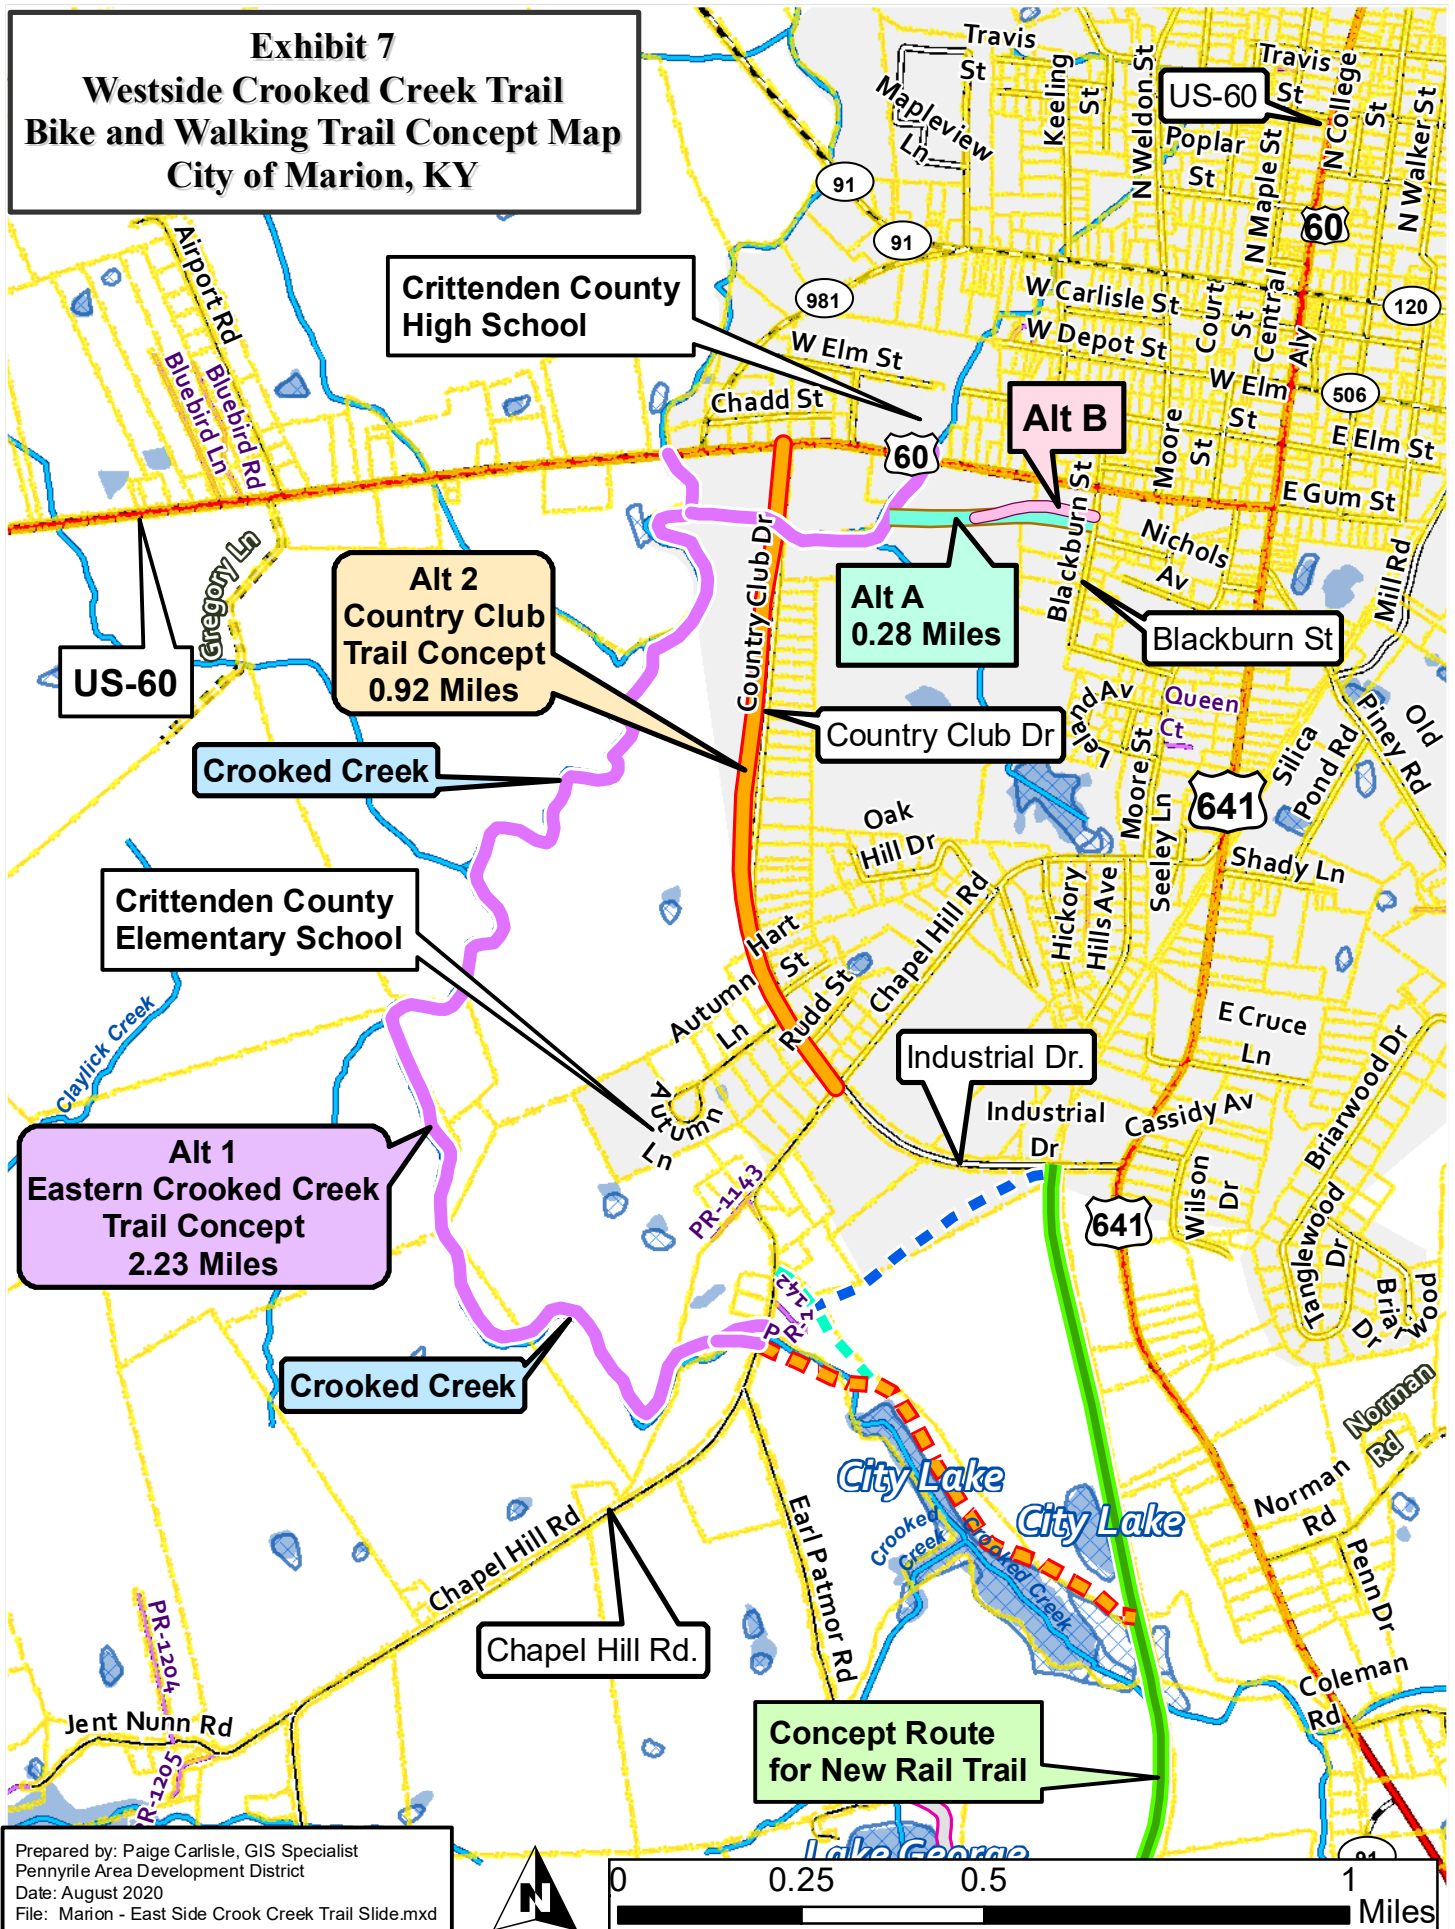 Exhibit 7
Westside Crooked Creek Trail
Bike and Walking Trail Concept Map
City of Marion, KY
Travis
St
Mapleview
Ln
Keeling
St
N Weldon St
US-60
Travis
St
Poplar
St
N College
St
N Walker St
N Maple St
60
91
91
981
120
Airport Rd
Bluebird Ln
Bluebird Rd
Crittenden County
High School
W Carlisle St
W Depot St
Court
St
Central
Aly
W Elm St
W Elm
St
506
Chadd St
Alt B
Moore
St
E Elm St
60
E Gum St
Blackburn St
Nichols
Av
Mill Rd
Gregory Ln
Alt 2
Country Club
Trail Concept
0.92 Miles
Country Club Dr
Alt A
0.28 Miles
Blackburn St
US-60
Leland Av
Queen
Ct
Country Club Dr
Crooked Creek
Moore St
641
Silica
Pond Rd
Old
Piney Rd
Oak
Hill Dr
Seeley Ln
Shady Ln
Crittenden County
Elementary School
Hickory
Hills Ave
Chapel Hill Rd
Hart
St
Autumn
Ln
Rudd St
Claylick Creek
E Cruce
Ln
Industrial Dr.
Autumn
Ln
Industrial
Dr
Cassidy Av
Briarwood Dr
Alt 1
Eastern Crooked Creek
Trail Concept
2.23 Miles
PR-1143
641
Wilson
Dr
Tanglewood
Dr
Briarwood
Dr
PR-1142
Crooked Creek
Norman
Rd
City Lake
City Lake
Crooked
Creek
Crooked Creek
Norman
Rd
Penn Dr
Chapel Hill Rd
Earl Patmor Rd
Chapel Hill Rd.
PR-1204
Coleman
Rd
Jent Nunn Rd
PR-1205
Concept Route
for New Rail Trail
Lake George
91
Prepared by: Paige Carlisle, GIS Specialist
Pennyrile Area Development District
Date: August 2020
File: Marion - East Side Crook Creek Trail Slide.mxd
N
0 0.25 0.5 1
Miles